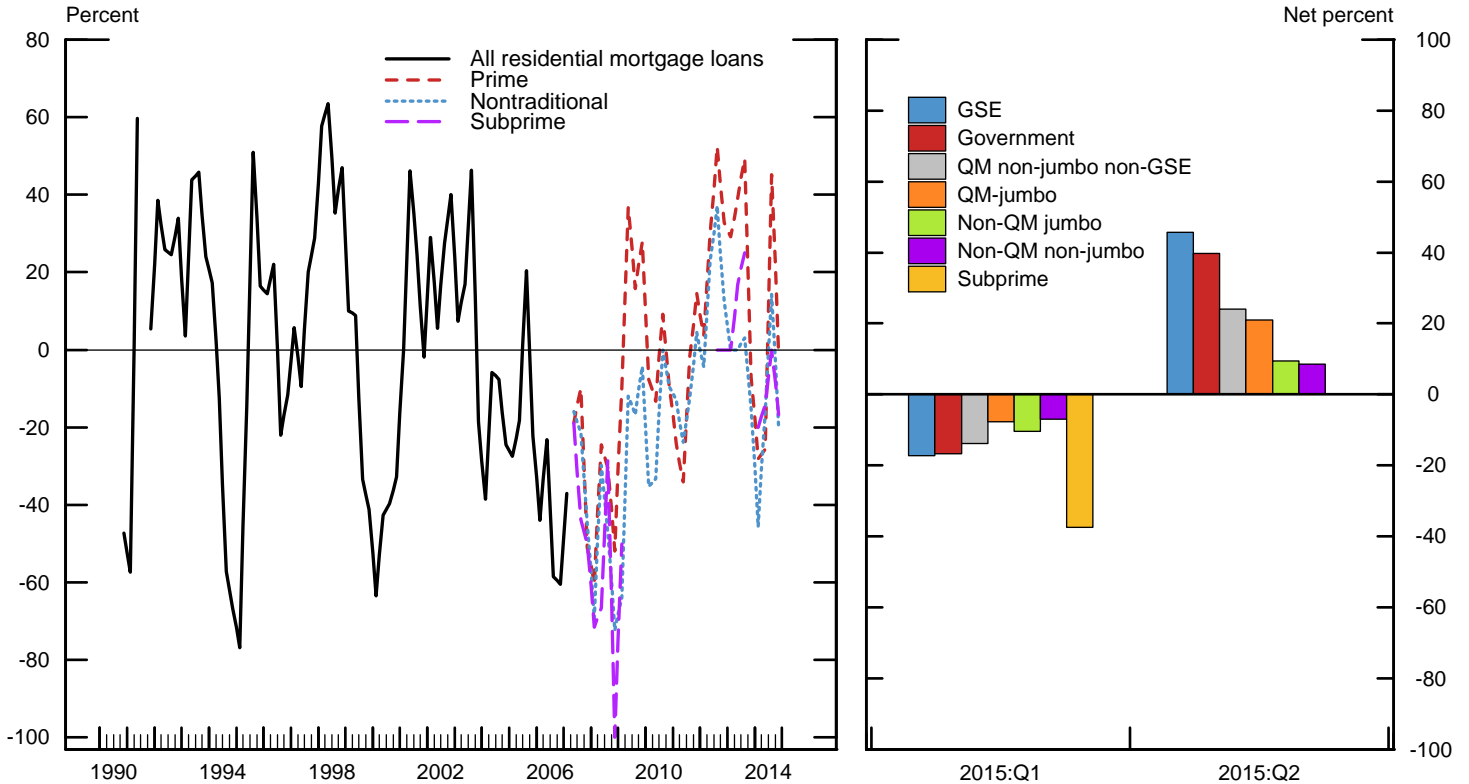 Percent
80
60
40
20
0
-20
-40
-60
-80
-100
All residential mortgage loans
Prime
Nontraditional
Subprime
1990 1994 1998 2002 2006 2010 2014
Net percent
100
80
60
40
20
0
-20
-40
-60
-80
-100
GSE
Government
QM non-jumbo non-GSE
QM-jumbo
Non-QM jumbo
Non-QM non-jumbo
Subprime
2015:Q1 2015:Q2